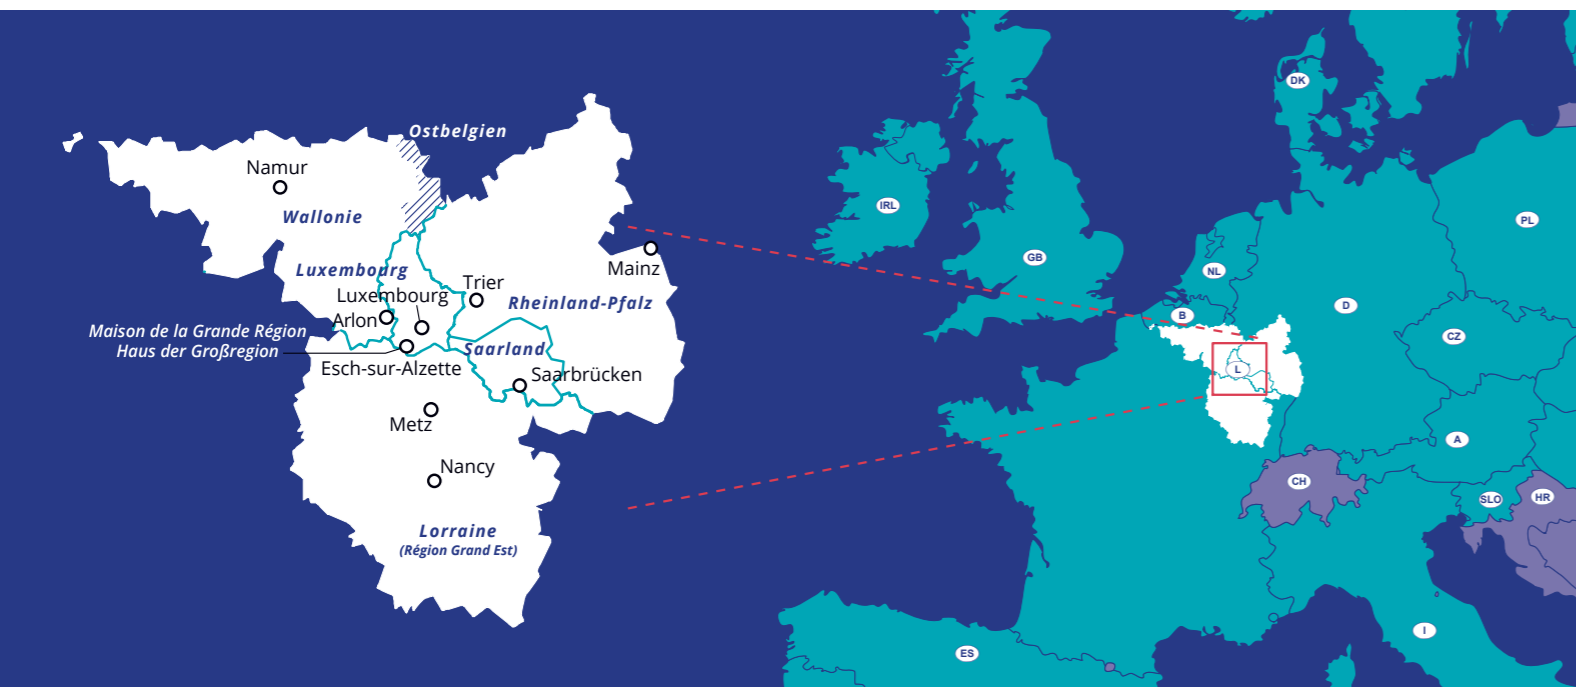 Ostbelgien
Namur
Wallonie
Luxembourg
Luxembourg
Trier
Mainz
Rheinland-Pfalz
Arlon
Maison de la Grande Région
Haus der Großregion
Saarland
Esch-sur-Alzette
Saarbrücken
Metz
Nancy
Lorraine
(Région Grand Est)
DK
IRL
PL
GB
NL
D
B
CZ
L
A
CH
SLO
HR
I
ES